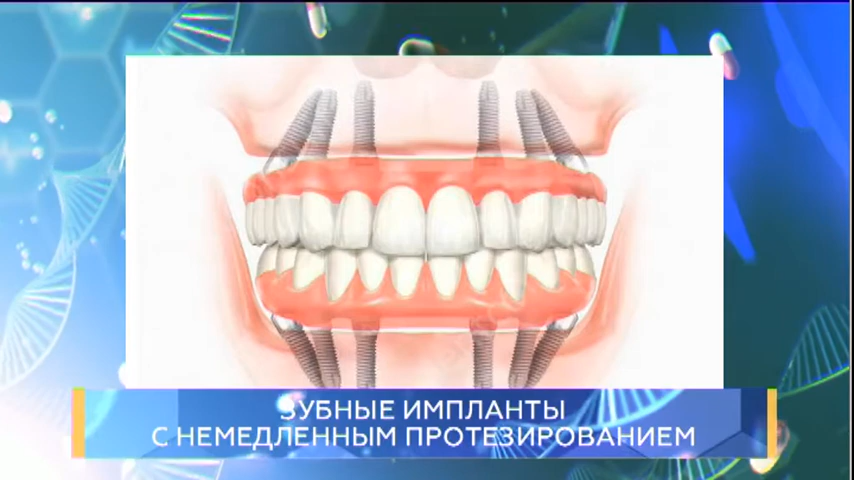 ЗУБНЫЕ ИМПЛАНТЫ
С НЕМЕДЛЕННЫМ ПРОТЕЗИРОВАНИЕМ